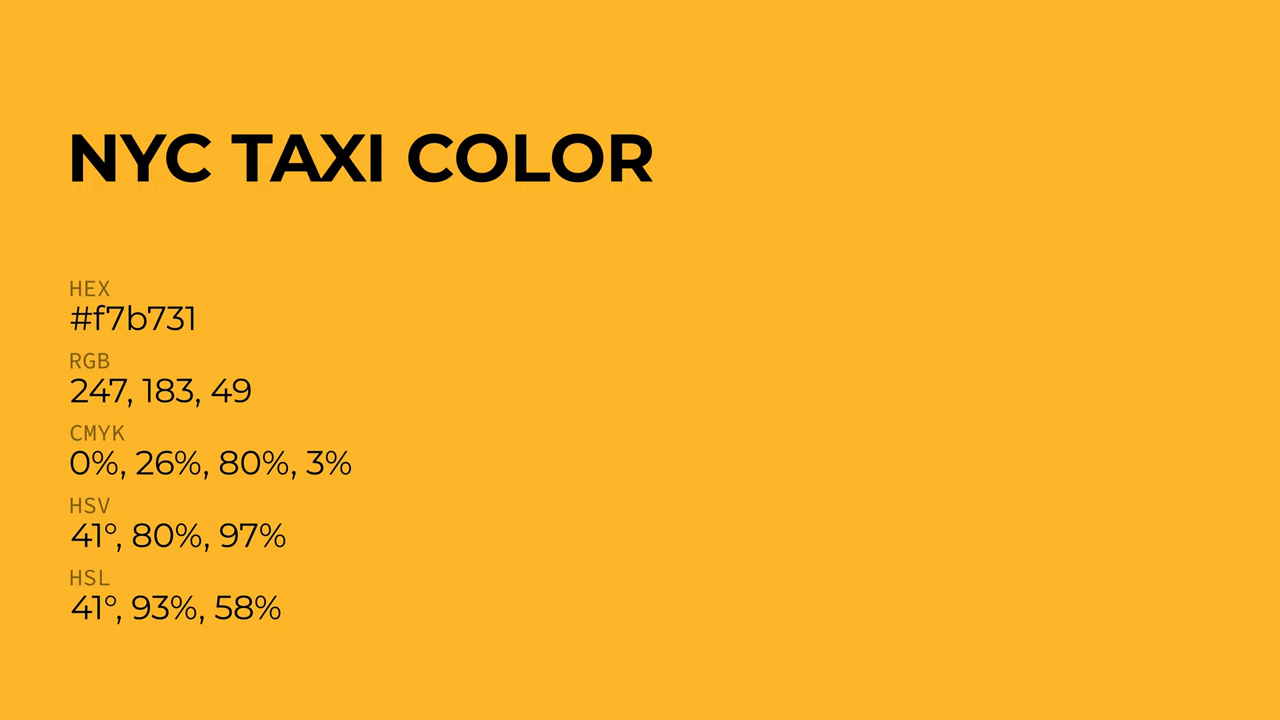 NYC TAXI COLOR
HEX
#f7b731
RGB
247, 183, 49
CMYK
0%, 26%, 80%, 3%
HSV
41°, 80%, 97%
HSL
41°, 93%, 58%